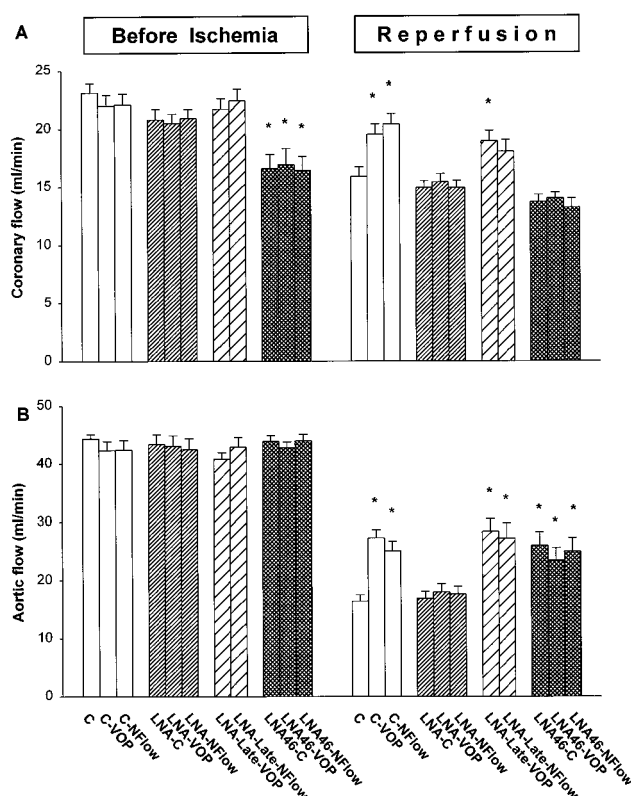 A
Before Ischemia
Reperfusion
Coronary flow (ml/min)
25
20
15
10
5
0
* * *
* *
*
B
Aortic flow (ml/min)
50
40
30
20
10
0
* *
* *
* * *
C
C-VOP
C-NFlow
LNA-C
LNA-VOP
LNA-NFlow
LNA-Late-VOP
LNA-Late-NFlow
LNA46-C
LNA46-VOP
LNA46-NFlow
C
C-VOP
C-NFlow
LNA-C
LNA-VOP
LNA-NFlow
LNA-Late-VOP
LNA-Late-NFlow
LNA46-C
LNA46-VOP
LNA46-NFlow